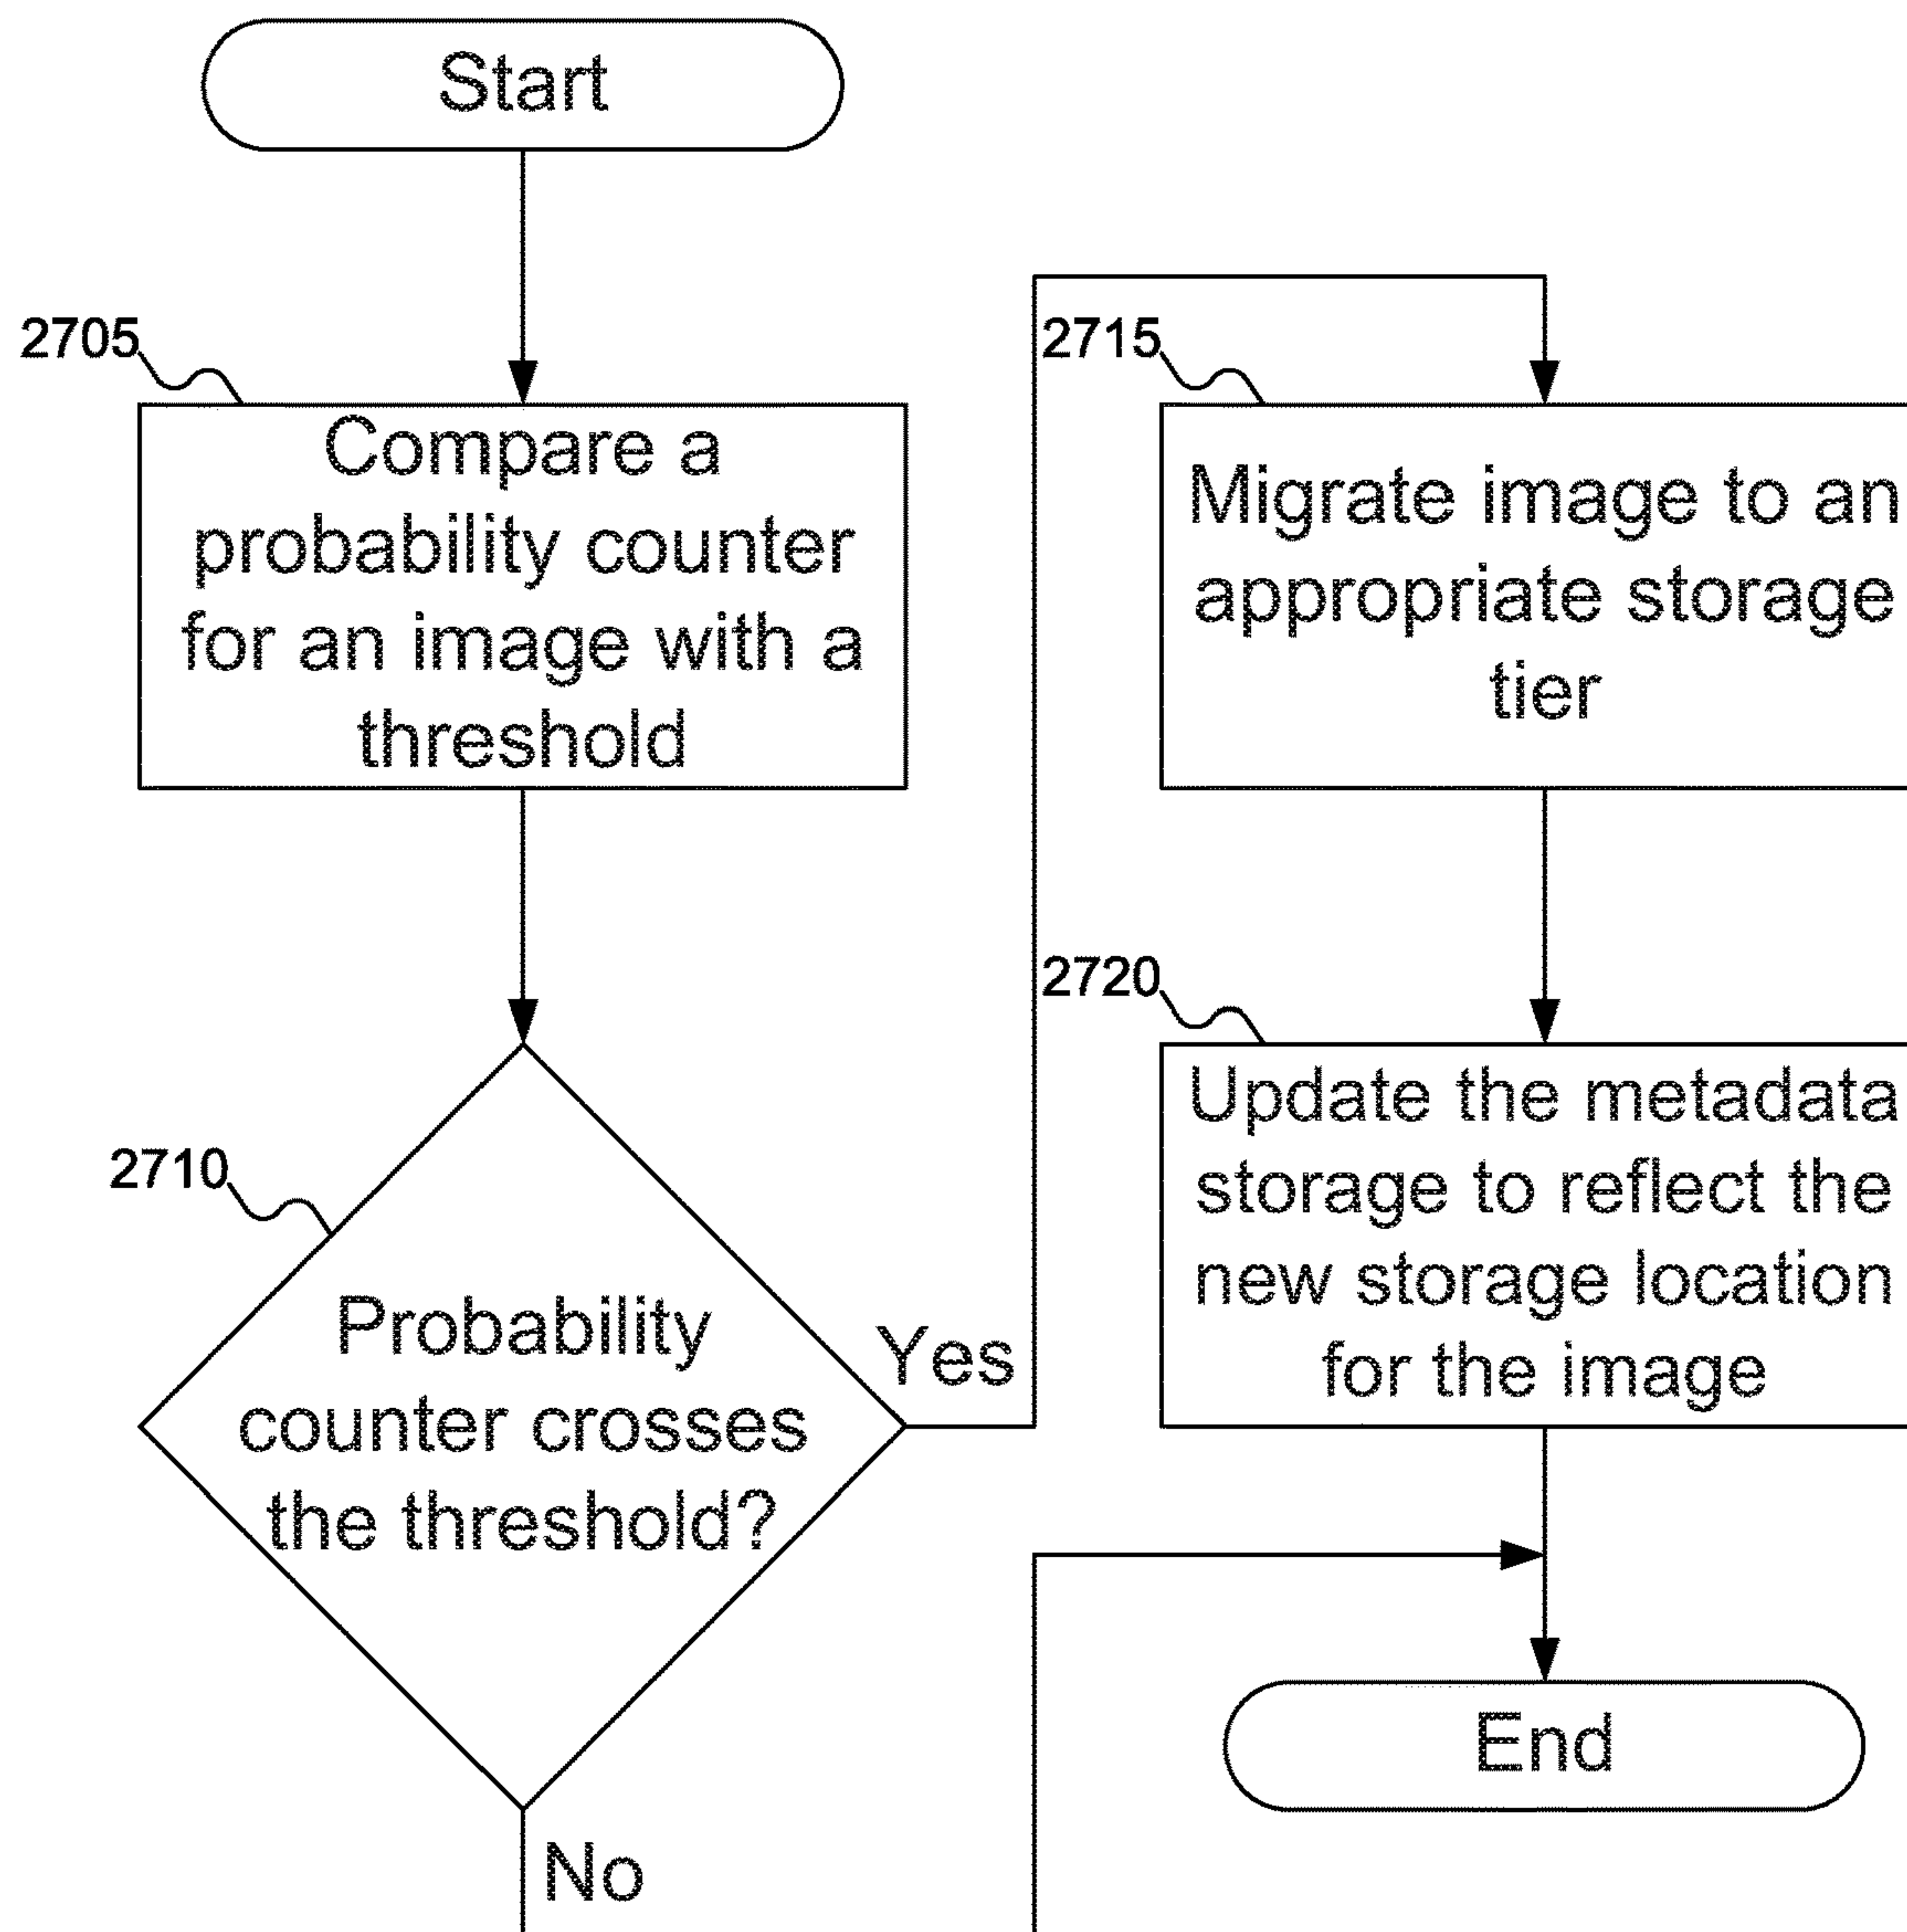 Start
2705
Compare a
probability counter
for an image with a
threshold
2710
Probability
counter crosses
the threshold?
Yes
No
2715
Migrate image to an
appropriate storage
tier
2720
Update the metadata
storage to reflect the
new storage location
for the image
End